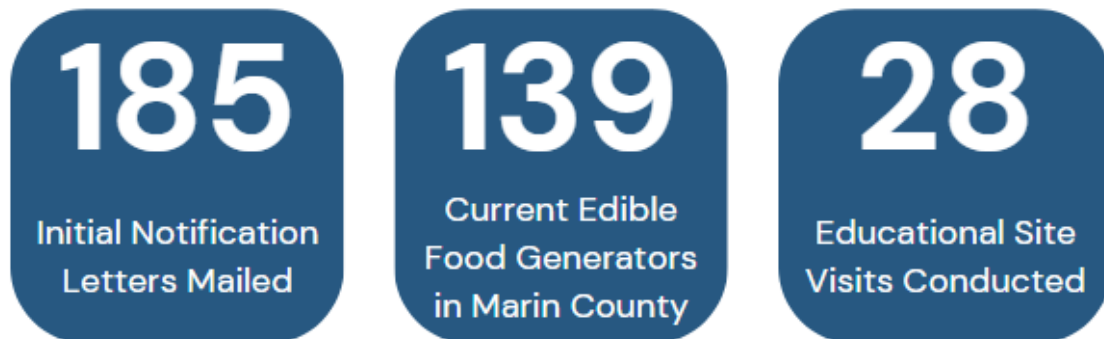 185
Initial Notification
Letters Mailed
139
Current Edible
Food Generators
in Marin County
28
Educational Site
Visits Conducted